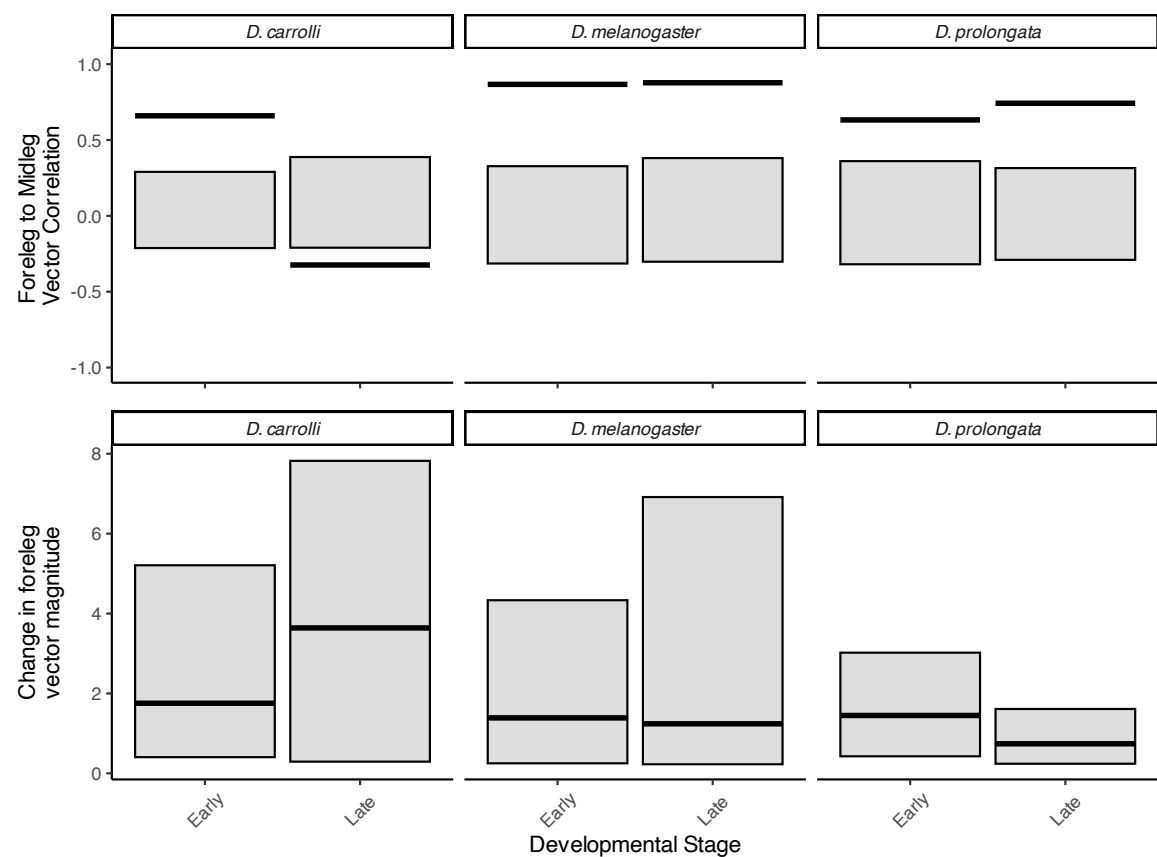 D. carrolli
D. melanogaster
D. prolongata
Foreleg to Midleg
Vector Correlation
1.0
0.5
0.0
-0.5
-1.0
D. carrolli
D. melanogaster
D. prolongata
Change in foreleg
vector magnitude
8
6
4
2
0
Early
Late
Early
Late
Early
Late
Developmental Stage